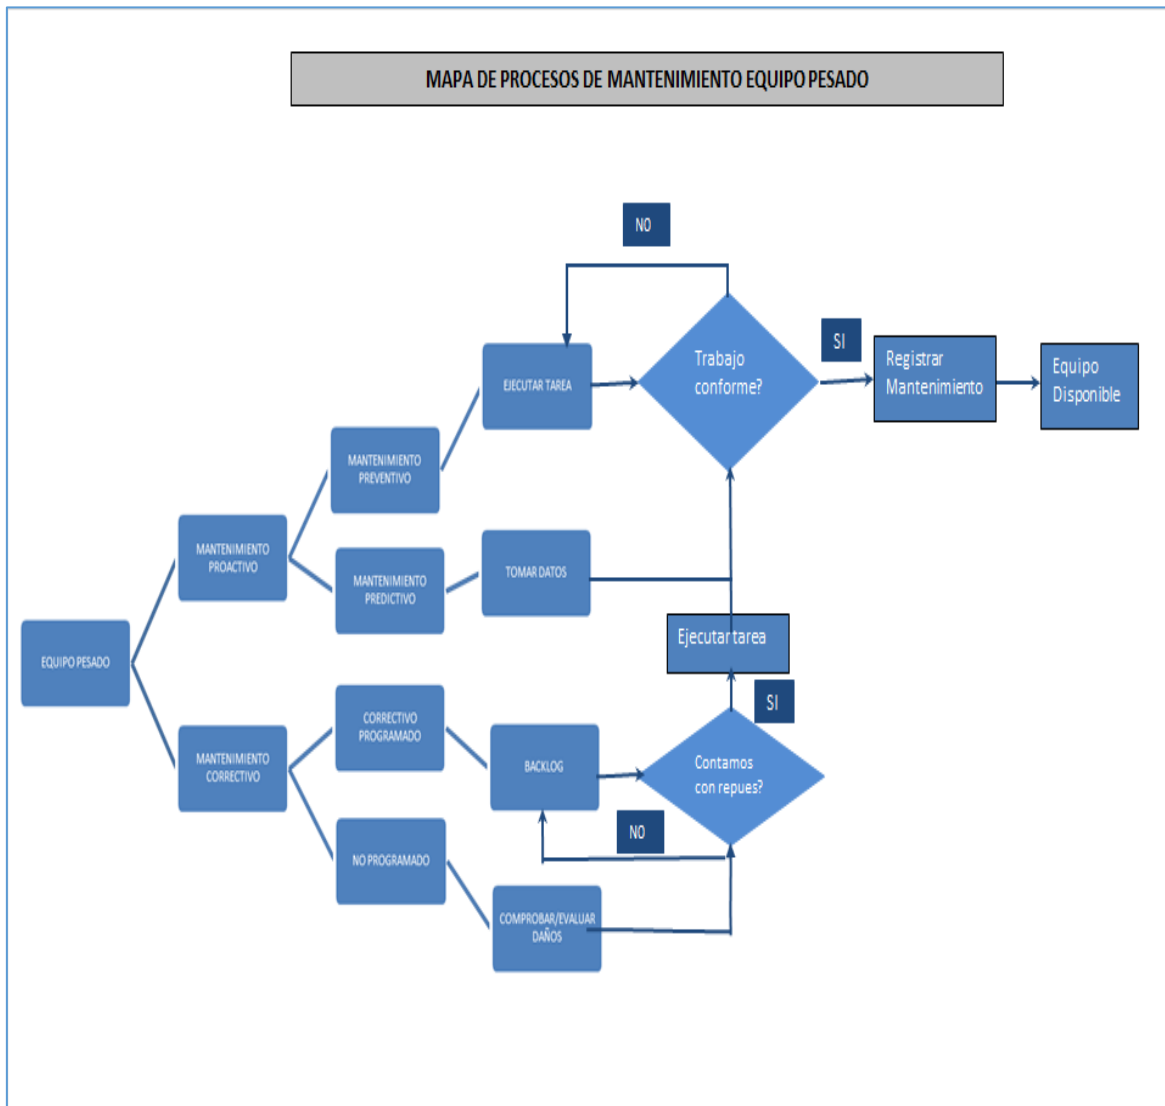 MAPA DE PROCESOS DE MANTENIMIENTO EQUIPO PESADO
NO
Trabajo
conforme?
SI
Registrar
Mantenimiento
Equipo
Disponible
EJECUTAR TAREA
MANTENIMIENTO
PREVENTIVO
MANTENIMIENTO
PROACTIVO
MANTENIMIENTO
PREDICTIVO
TOMAR DATOS
Ejecutar tarea
EQUIPO PESADO
SI
CORRECTIVO
PROGRAMADO
MANTENIMIENTO
CORRECTIVO
BACKLOG
Contamos
con repues?
NO
NO PROGRAMADO
COMPROBAR/EVALUAR
DAÑOS